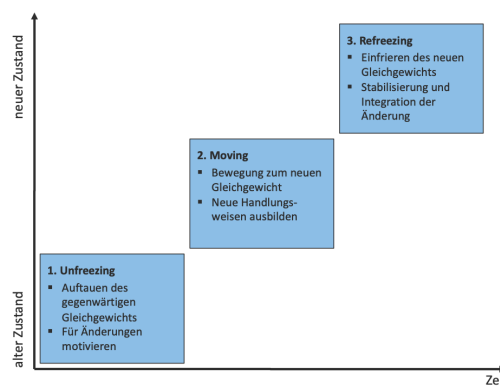 neuer Zustand
3. Refreezing
▪ Einfrieren des neuen
Gleichgewichts
▪ Stabilisierung und
Integration der
Änderung
2. Moving
▪ Bewegung zum neuen
Gleichgewicht
▪ Neue Handlungs-
weisen ausbilden
1. Unfreezing
▪ Auftauen des
gegenwärtigen
Gleichgewichts
▪ Für Änderungen
motivieren
alter Zustand
Ze